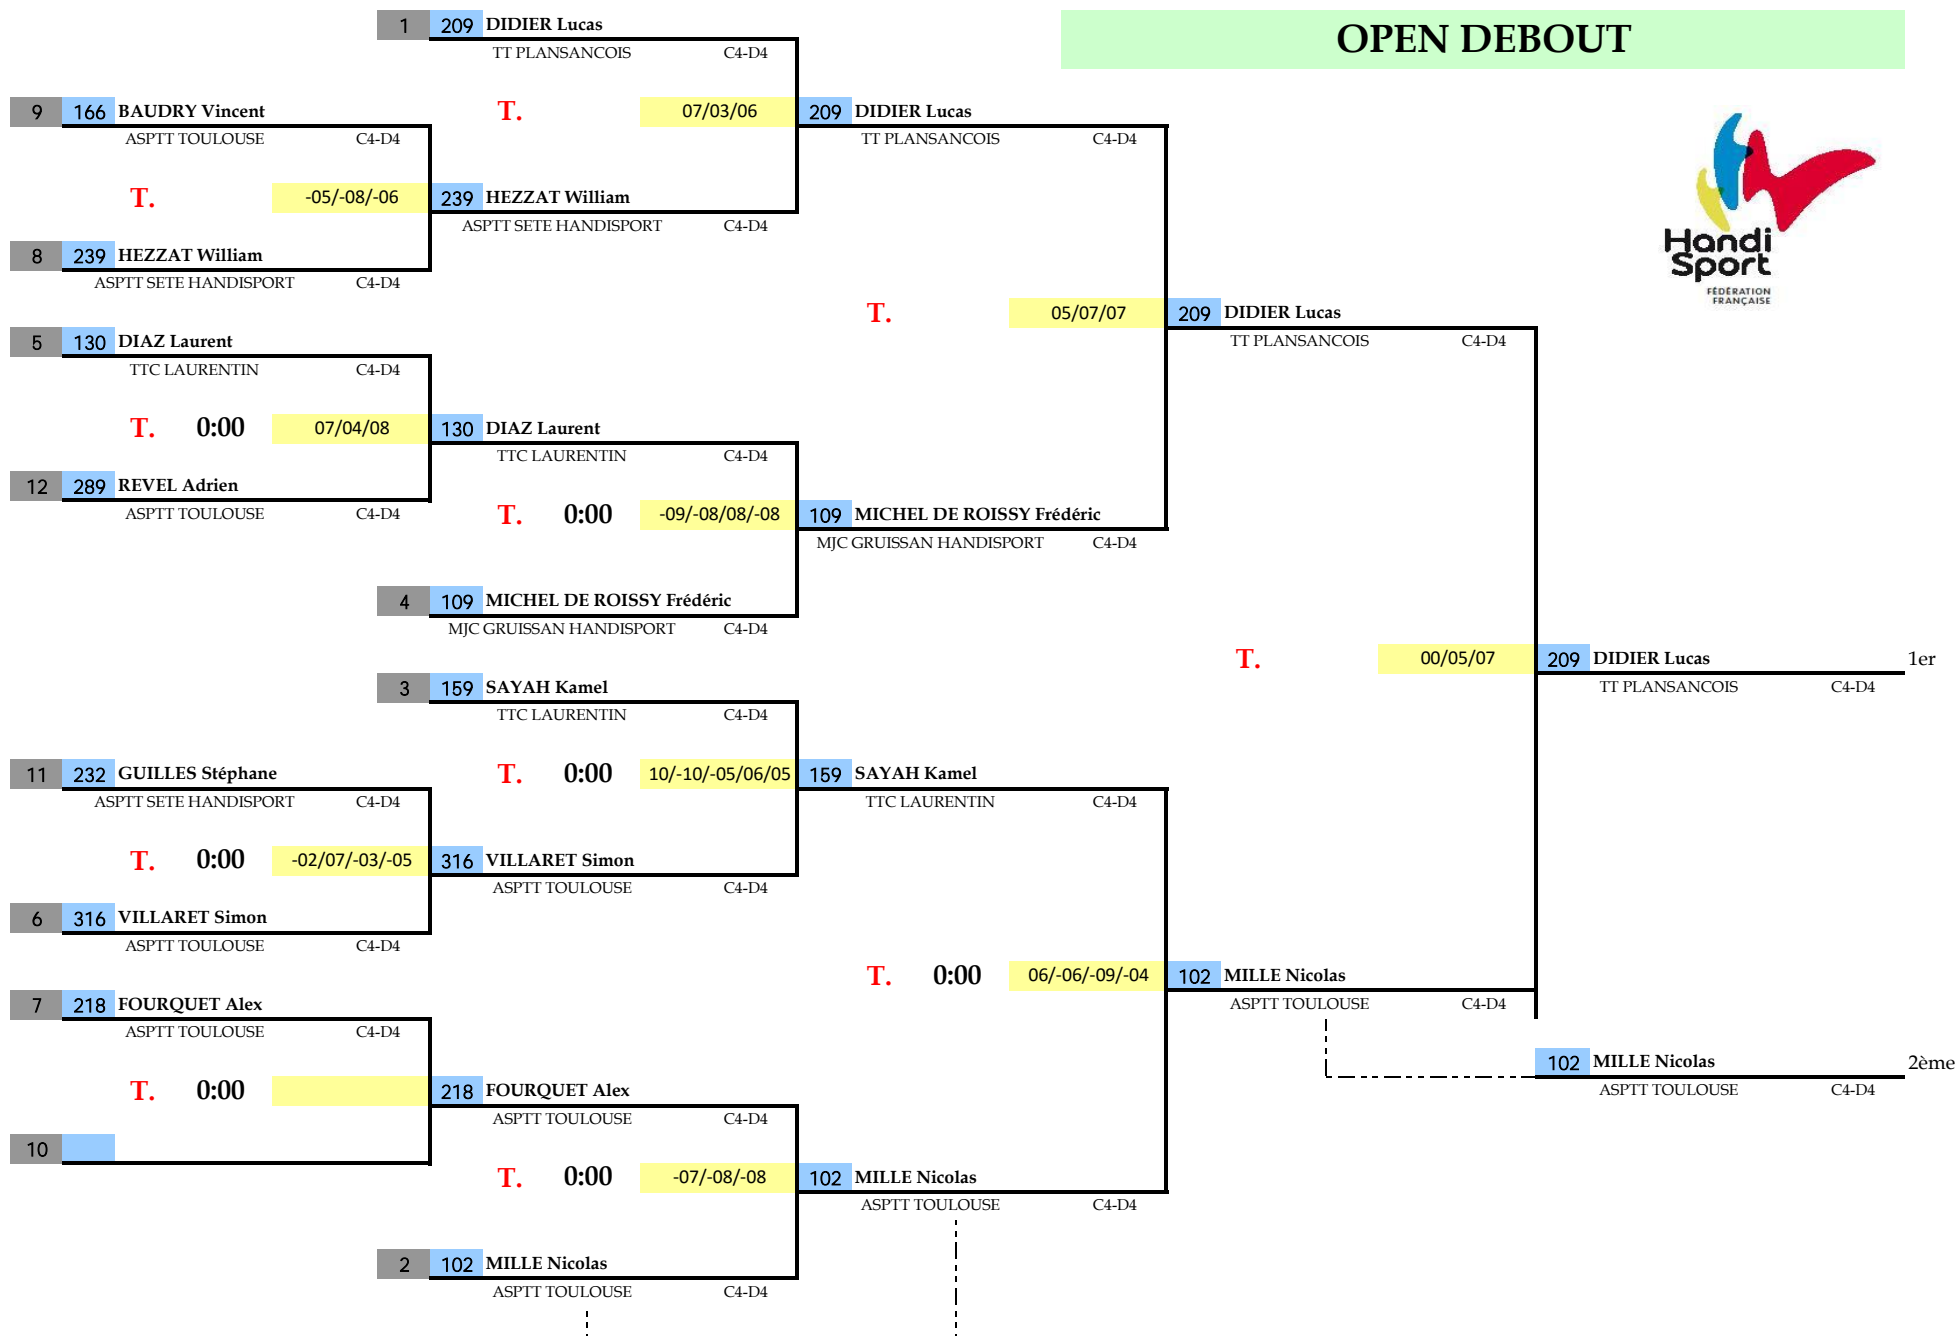 1 209 DIDIER Lucas
TT PLANSANCOIS C4-D4
OPEN DEBOUT
9 166 BAUDRY Vincent
ASPTT TOULOUSE C4-D4
T. 07/03/06
209 DIDIER Lucas
TT PLANSANCOIS C4-D4
T. -05/-08/-06
239 HEZZAT William
ASPTT SETE HANDISPORT C4-D4
8 239 HEZZAT William
ASPTT SETE HANDISPORT C4-D4
Handi
Sport
FÉDÉRATION
FRANÇAISE
T. 05/07/07
209 DIDIER Lucas
TT PLANSANCOIS C4-D4
5 130 DIAZ Laurent
TTC LAURENTIN C4-D4
T. 0:00 07/04/08
130 DIAZ Laurent
TTC LAURENTIN C4-D4
12 289 REVEL Adrien
ASPTT TOULOUSE C4-D4
T. 0:00 -09/-08/08/-08
109 MICHEL DE ROISSY Frédéric
MJC GRUISSAN HANDISPORT C4-D4
4 109 MICHEL DE ROISSY Frédéric
MJC GRUISSAN HANDISPORT C4-D4
T. 00/05/07
209 DIDIER Lucas 1er
TT PLANSANCOIS C4-D4
3 159 SAYAH Kamel
TTC LAURENTIN C4-D4
11 232 GUILLES Stéphane
ASPTT SETE HANDISPORT C4-D4
T. 0:00 10/-10/-05/06/05
159 SAYAH Kamel
TTC LAURENTIN C4-D4
T. 0:00 -02/07/-03/-05
316 VILLARET Simon
ASPTT TOULOUSE C4-D4
6 316 VILLARET Simon
ASPTT TOULOUSE C4-D4
T. 0:00 06/-06/-09/-04
102 MILLE Nicolas
ASPTT TOULOUSE C4-D4
7 218 FOURQUET Alex
ASPTT TOULOUSE C4-D4
102 MILLE Nicolas 2ème
ASPTT TOULOUSE C4-D4
T. 0:00
218 FOURQUET Alex
ASPTT TOULOUSE C4-D4
10
T. 0:00 -07/-08/-08
102 MILLE Nicolas
ASPTT TOULOUSE C4-D4
2 102 MILLE Nicolas
ASPTT TOULOUSE C4-D4